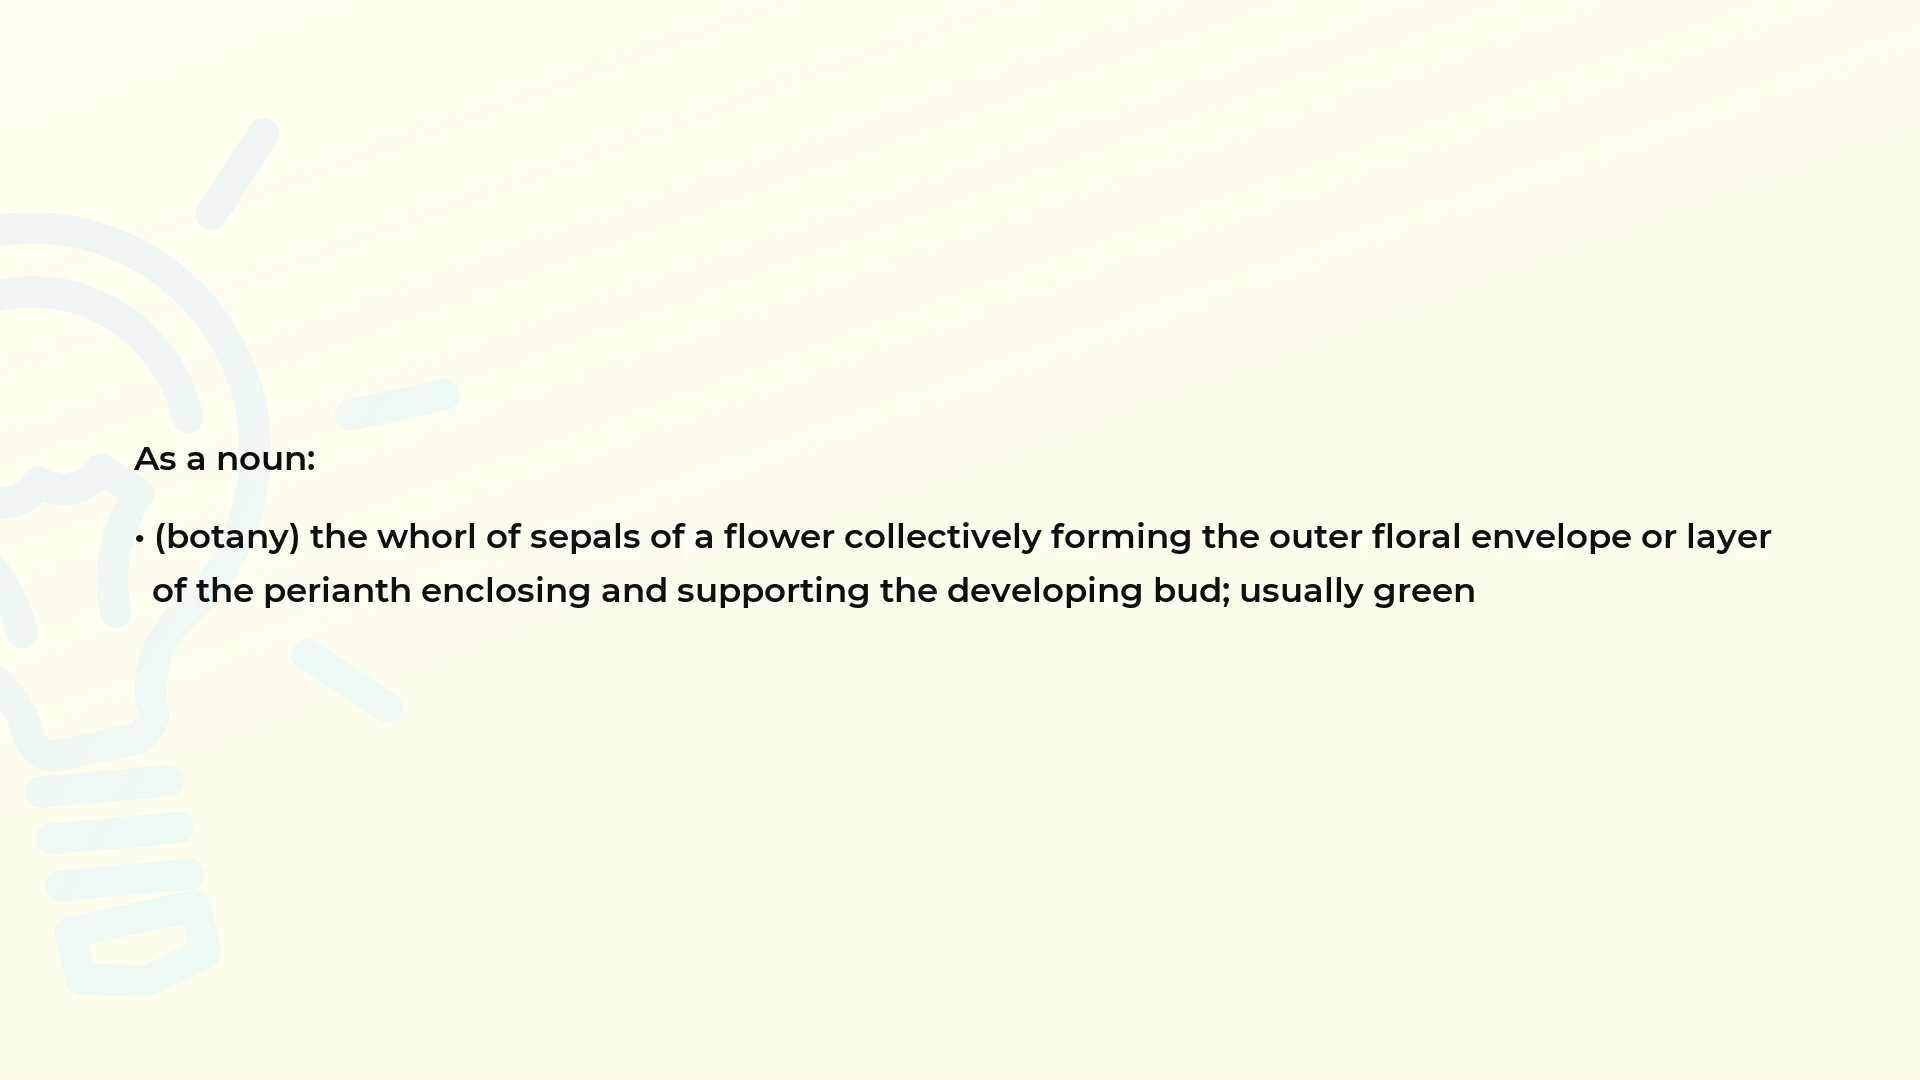 As a noun:
• (botany) the whorl of sepals of a flower collectively forming the outer floral envelope or layer
of the perianth enclosing and supporting the developing bud; usually green